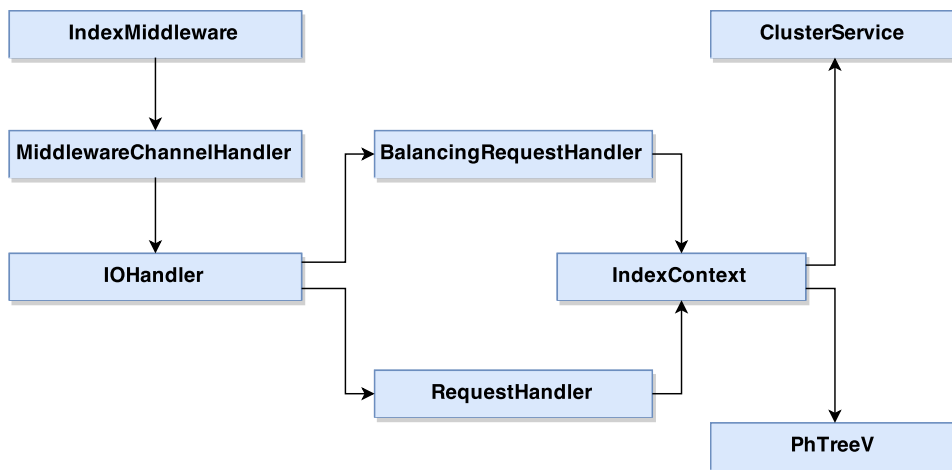 IndexMiddleware
ClusterService
MiddlewareChannelHandler
BalancingRequestHandler
IOHandler
IndexContext
RequestHandler
PhTreeV